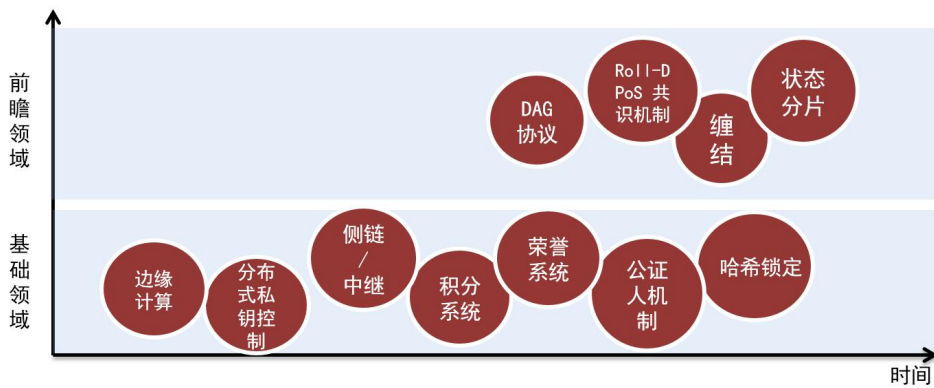 前
瞻
领
域
DAG
协议
Roll-D
PoS 共
识机制
缠
结
状态
分片
基
础
领
域
边缘
计算
分布
式私
钥控
制
侧链
/
中继
积分
系统
荣誉
系统
公证
人机
制
哈希锁定
时间